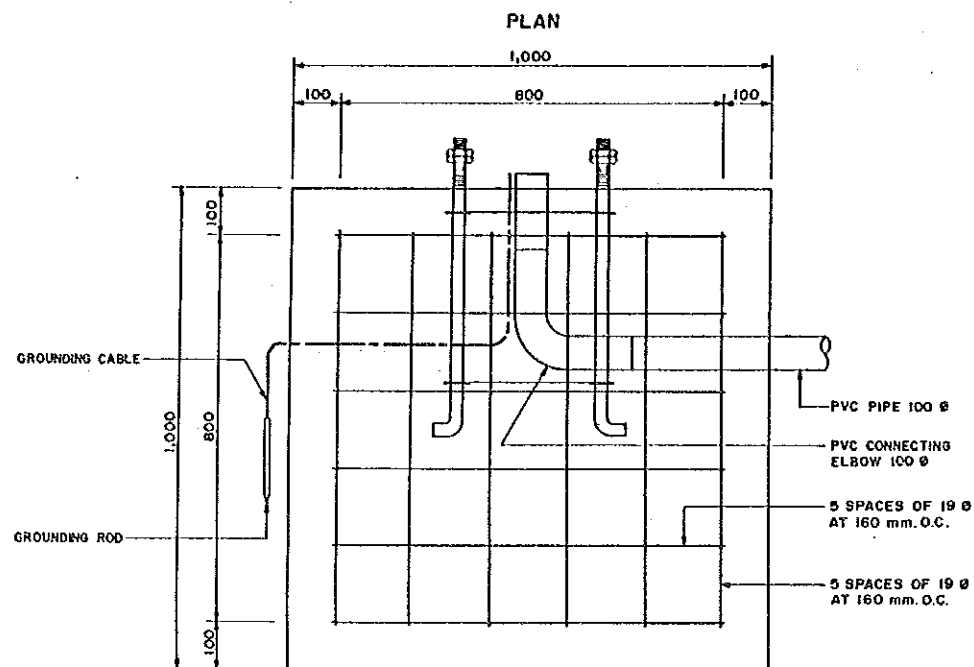 PLAN
1,000
100
800
100
100
1,000
800
100
GROUNDING CABLE
GROUNDING ROD
PVC PIPE 100 Ø
PVC CONNECTING
ELBOW 100 Ø
5 SPACES OF 19 Ø
AT 160 mm. O.C.
5 SPACES OF 19 Ø
AT 160 mm. O.C.